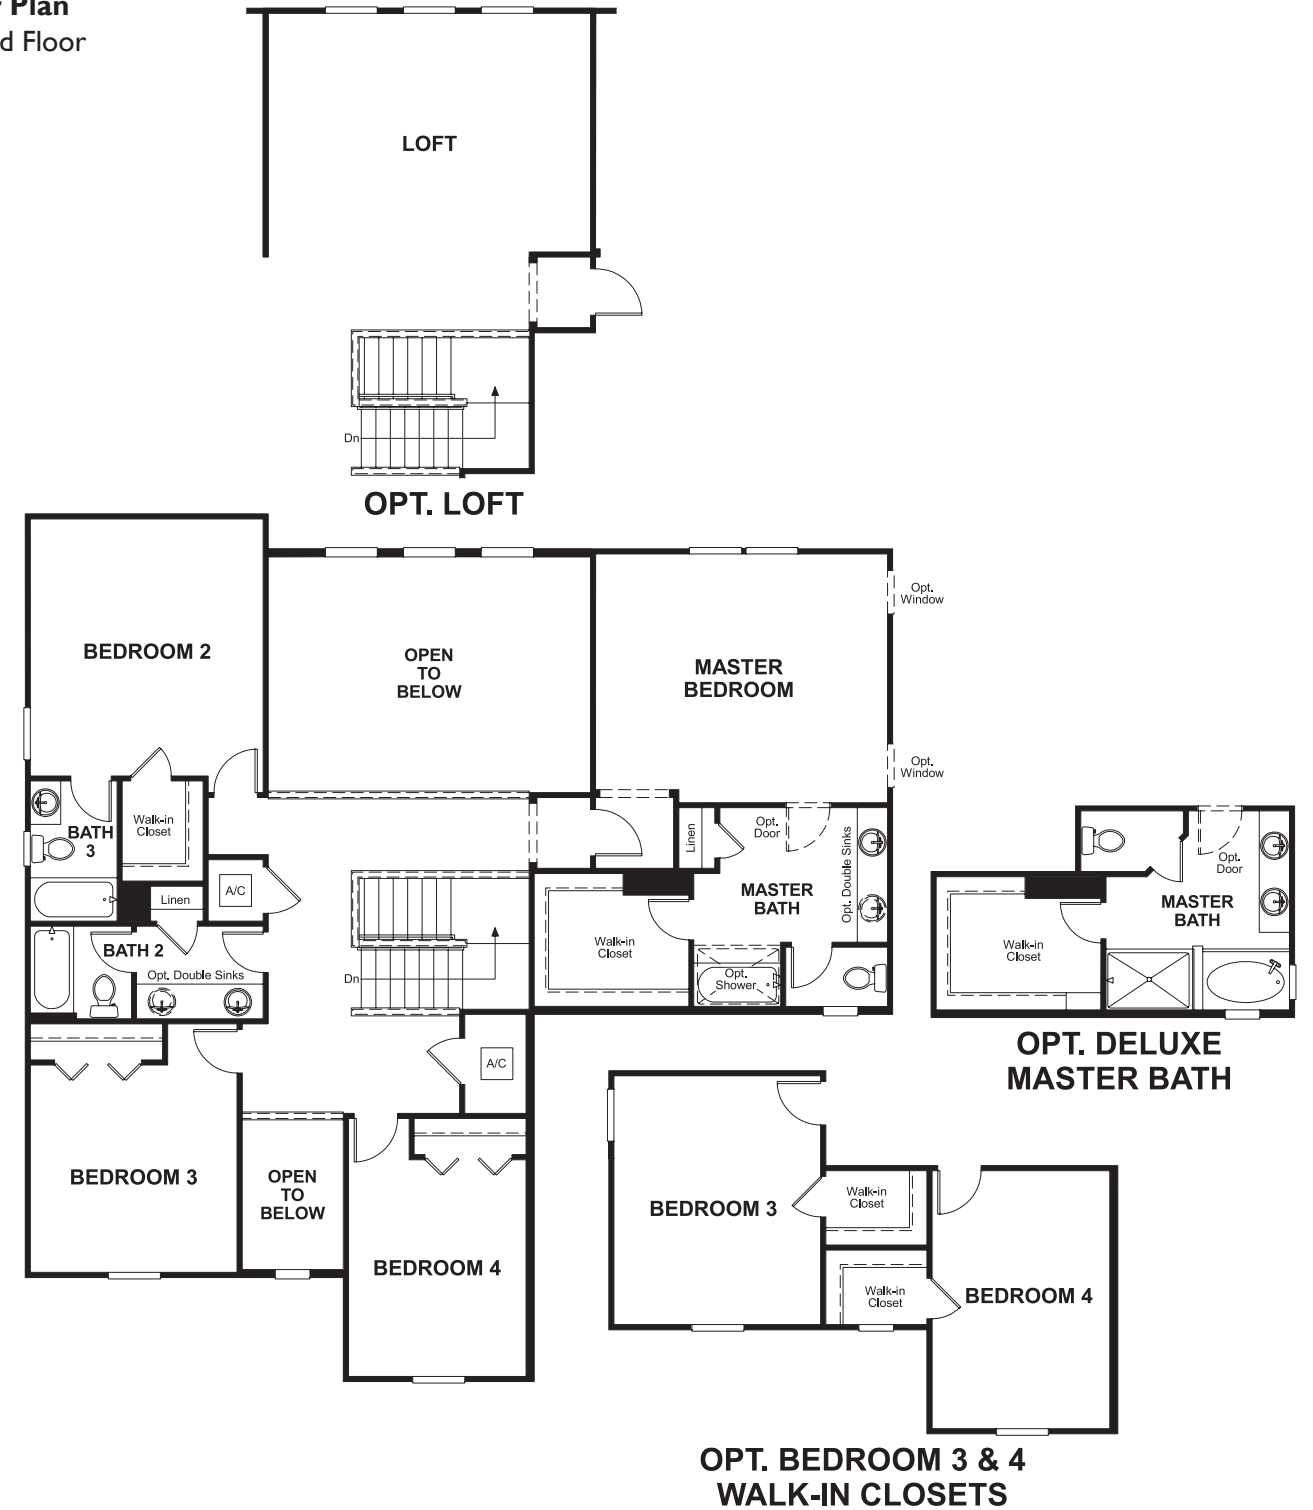 Plan
d Floor
LOFT
Dn
OPT. LOFT
BEDROOM 2
OPEN
TO
BELOW
MASTER
BEDROOM
Opt.
Window
Opt.
Window
Walk-in
Closet
BATH
3
Linen
Opt.
Door
Opt. Double Sinks
A/C
Linen
MASTER
BATH
BATH 2
Opt. Double Sinks
Dn
Walk-in
Closet
Opt.
Shower
Opt.
Door
MASTER
BATH
Walk-in
Closet
OPT. DELUXE
MASTER BATH
A/C
BEDROOM 3
OPEN
TO
BELOW
BEDROOM 4
BEDROOM 3
Walk-in
Closet
Walk-in
Closet
BEDROOM 4
OPT. BEDROOM 3 & 4
WALK-IN CLOSETS